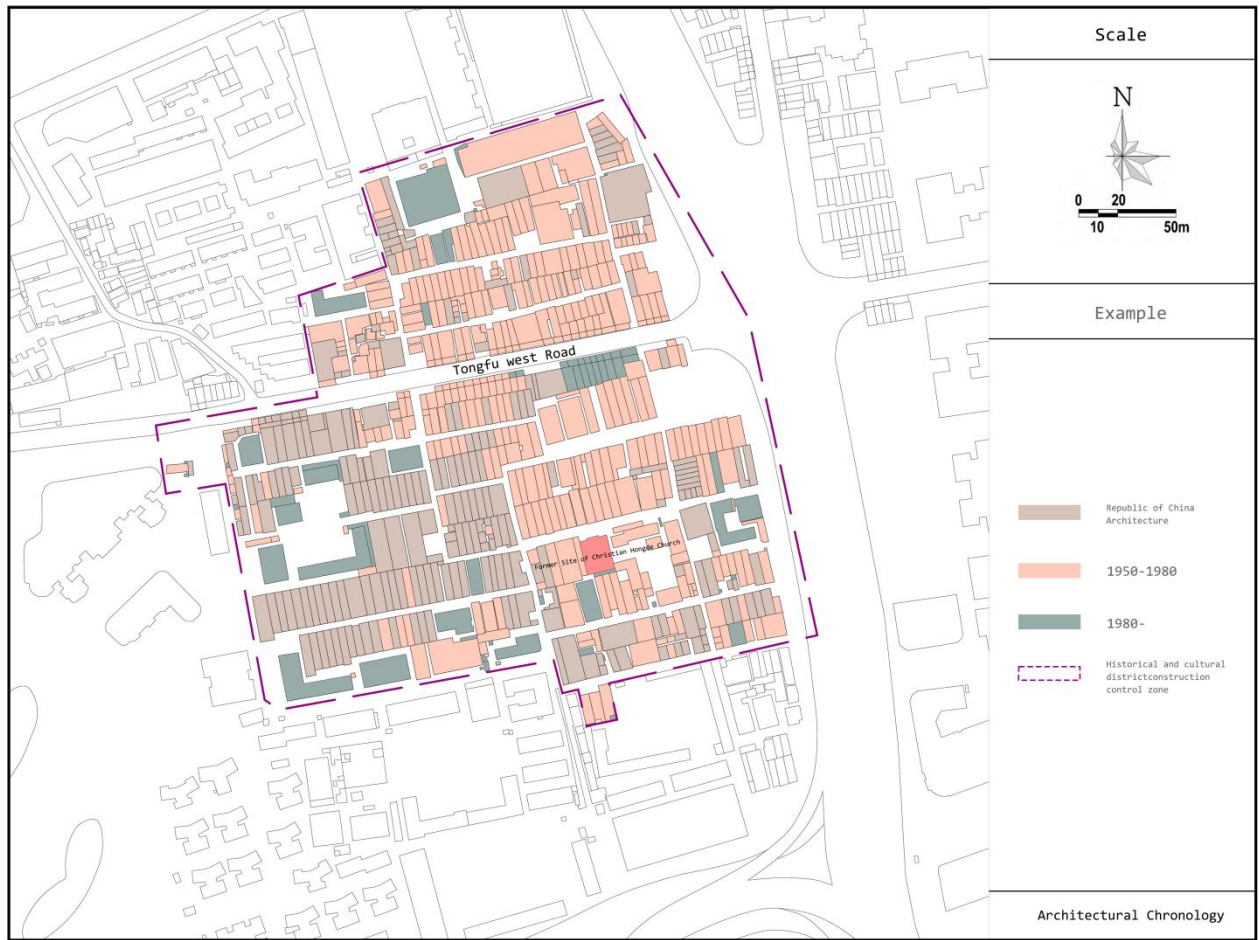 Scale
N
0 20
10 50m
Example
Tongfu west Road
Former Site of Christian Hongde Church
Republic of China
Architecture
1950-1980
1980-
Historical and cultural
districtconstruction
control zone
Architectural Chronology